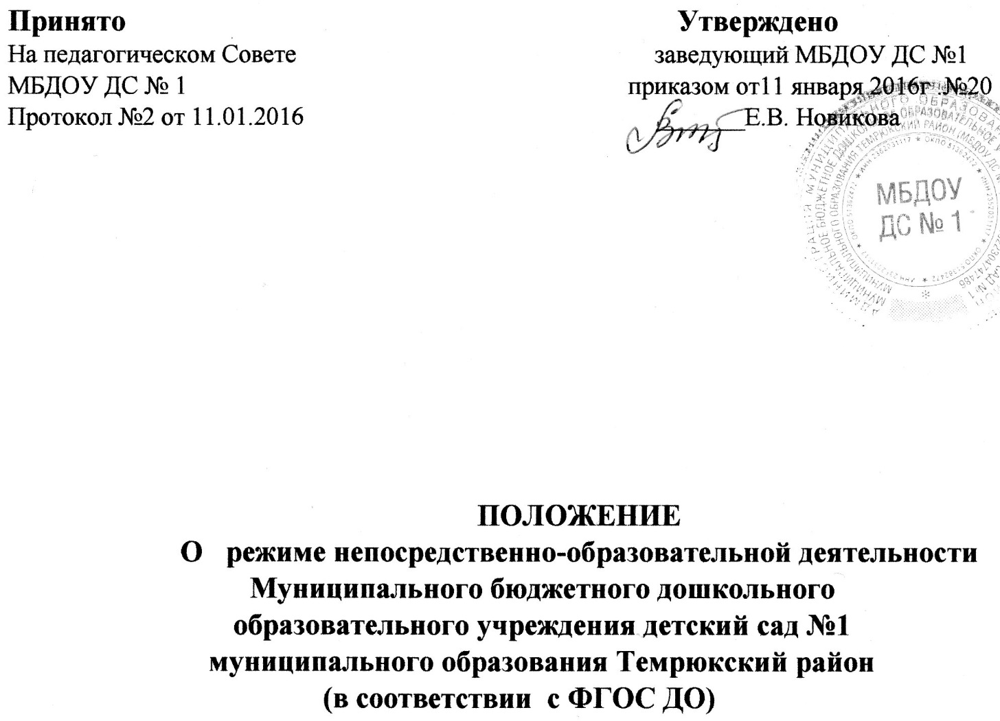 Принято
На педагогическом Совете
МБДОУ ДС № 1
Протокол №2 от 11.01.2016
Утверждено
заведующий МБДОУ ДС №1
приказом от11 января 2016г .№20
Е.В. Новикова
МБДОУ
ДС № 1
ПОЛОЖЕНИЕ
О режиме непосредственно-образовательной деятельности
Муниципального бюджетного дошкольного
образовательного учреждения детский сад №1
муниципального образования Темрюкский район
(в соответствии с ФГОС ДО)